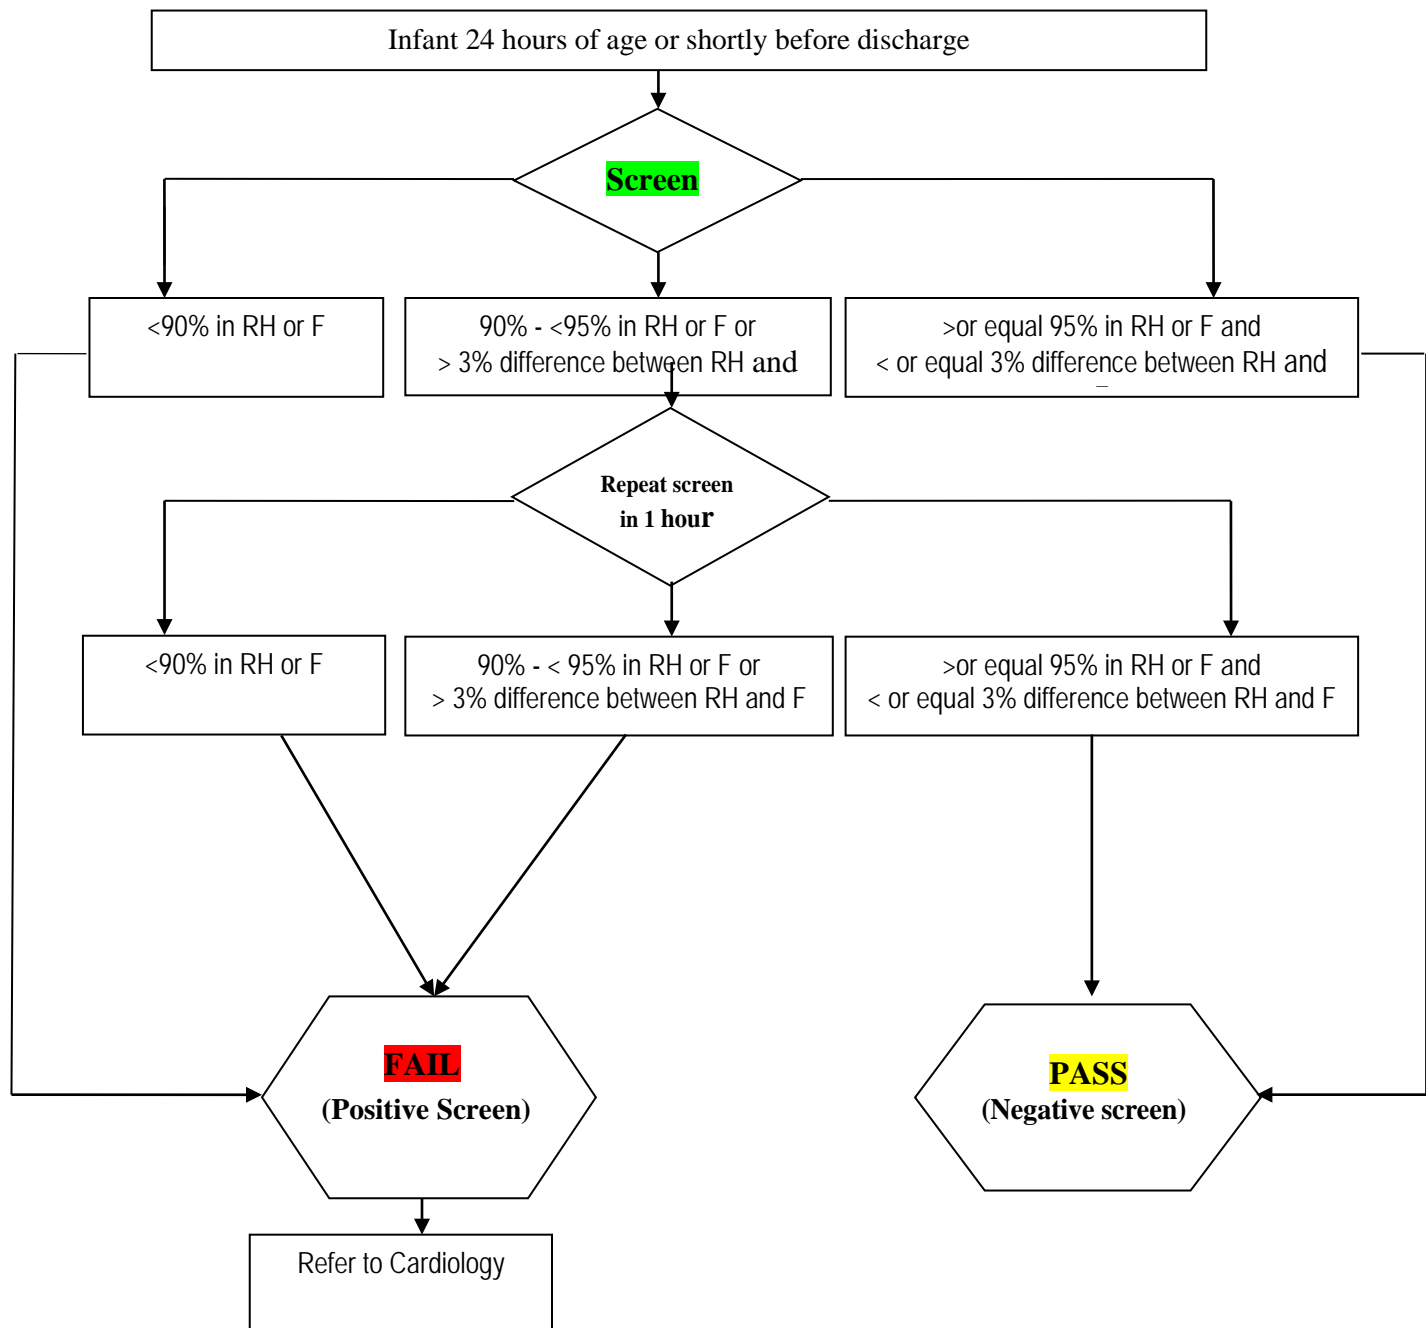 Infant 24 hours of age or shortly before discharge
Screen
<90% in RH or F
90% - <95% in RH or F or
> 3% difference between RH and
>or equal 95% in RH or F and
< or equal 3% difference between RH and
Repeat screen
in 1 hour
<90% in RH or F
90% - < 95% in RH or F or
> 3% difference between RH and F
>or equal 95% in RH or F and
< or equal 3% difference between RH and F
FAIL
(Positive Screen)
PASS
(Negative screen)
Refer to Cardiology